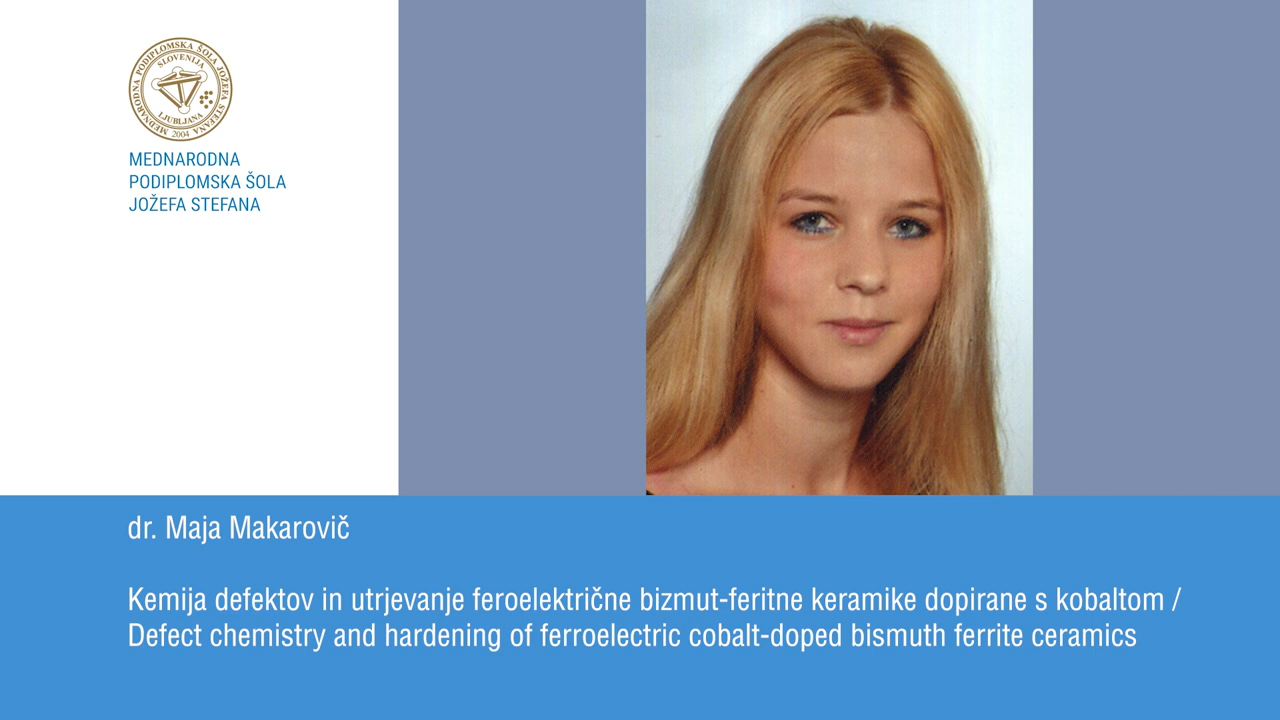 MEDNARODNA PODIPLOMSKA ŠOLA JOŽEFA STEFANA
SLOVENIJA
LJUBLJANA
2004
MEDNARODNA
PODIPLOMSKA ŠOLA
JOŽEFA STEFANA
dr. Maja Makarovič
Kemija defektov in utrjevanje feroelektrične bizmut-feritne keramike dopirane s kobaltom /
Defect chemistry and hardening of ferroelectric cobalt-doped bismuth ferrite ceramics